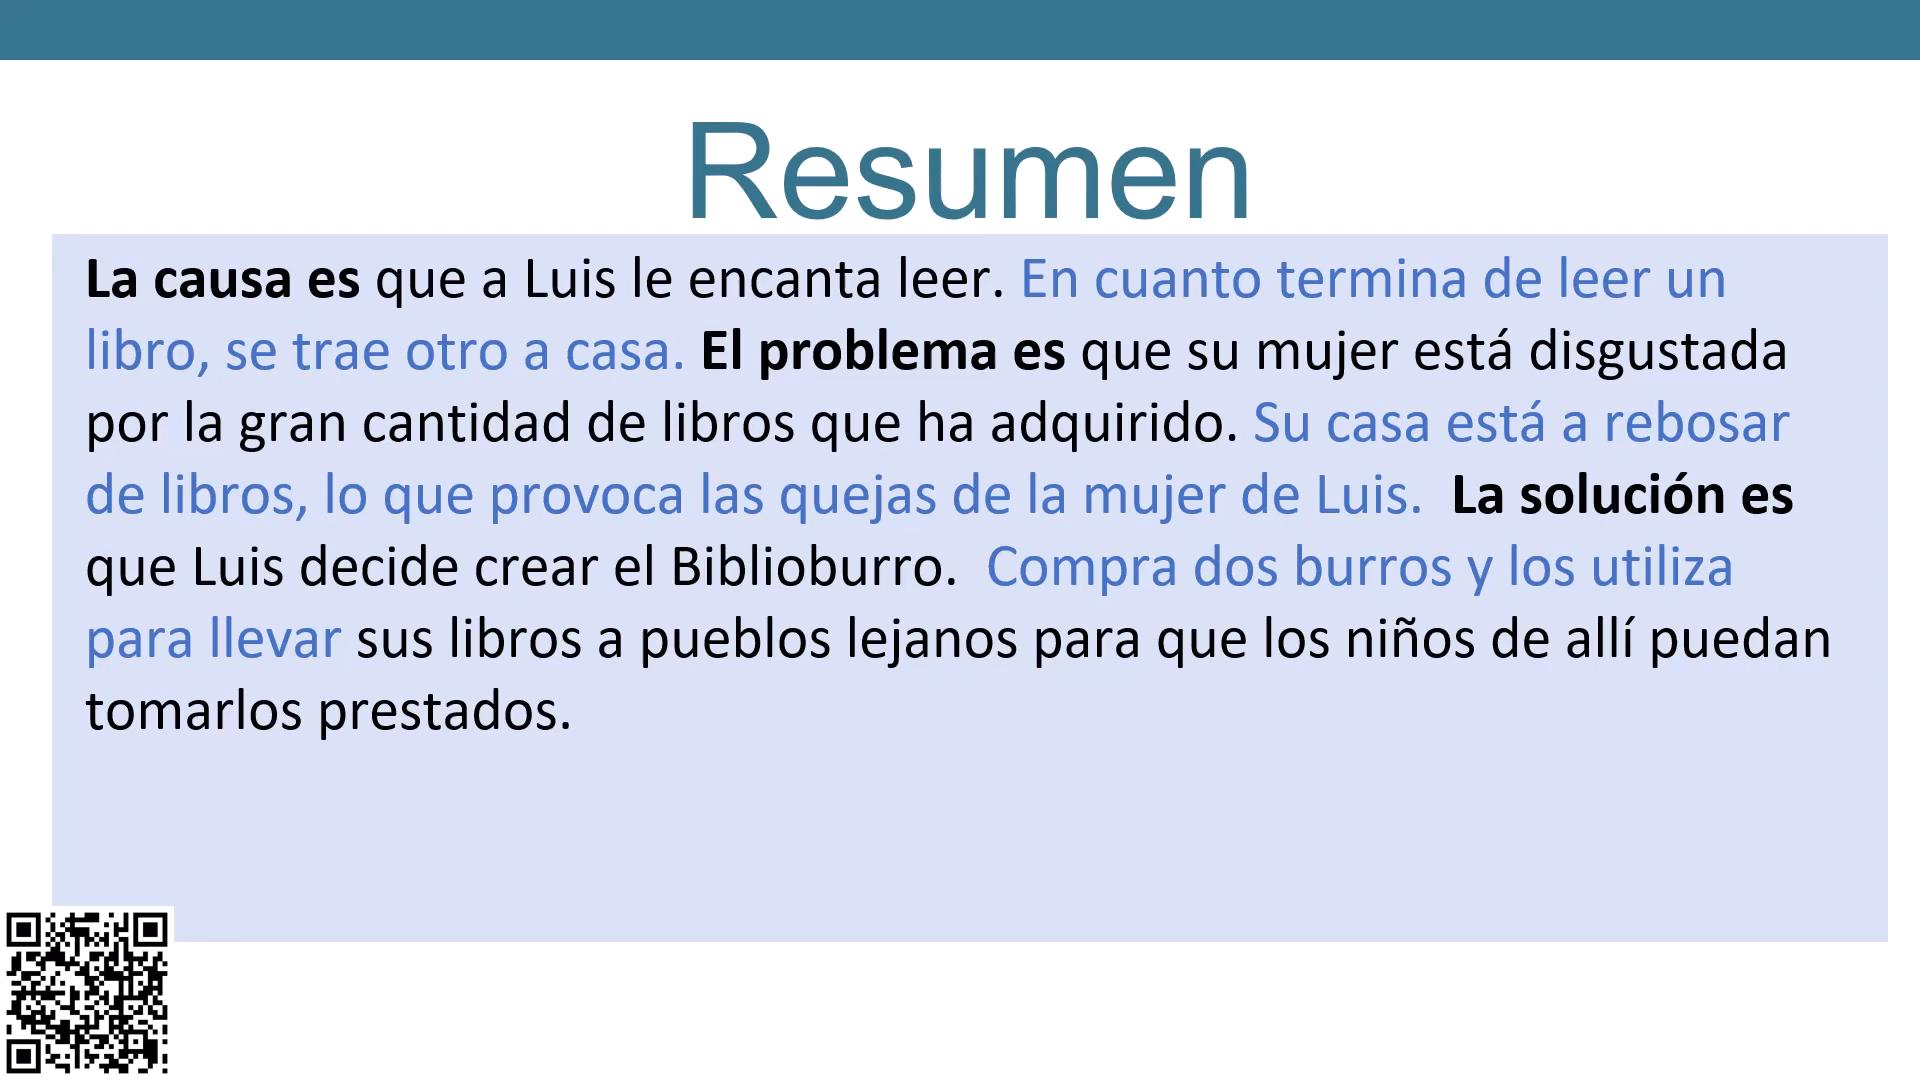 Resumen
La causa es que a Luis le encanta leer. En cuanto termina de leer un
libro, se trae otro a casa. El problema es que su mujer está disgustada
por la gran cantidad de libros que ha adquirido. Su casa está a rebosar
de libros, lo que provoca las quejas de la mujer de Luis.  La solución es
que Luis decide crear el Biblioburro.  Compra dos burros y los utiliza
para llevar sus libros a pueblos lejanos para que los niños de allí puedan
tomarlos prestados.